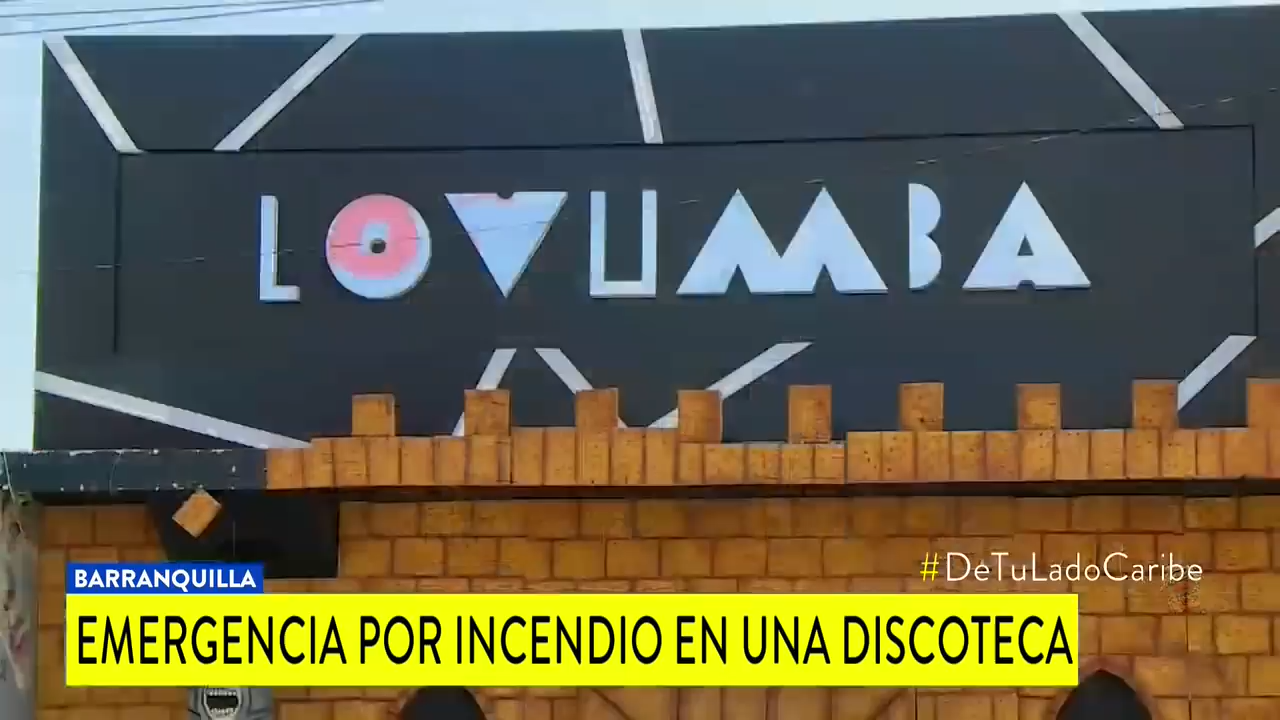 LOVUMBA
#DeTuLadoCaribe
BARRANQUILLA
EMERGENCIA POR INCENDIO EN UNA DISCOTECA